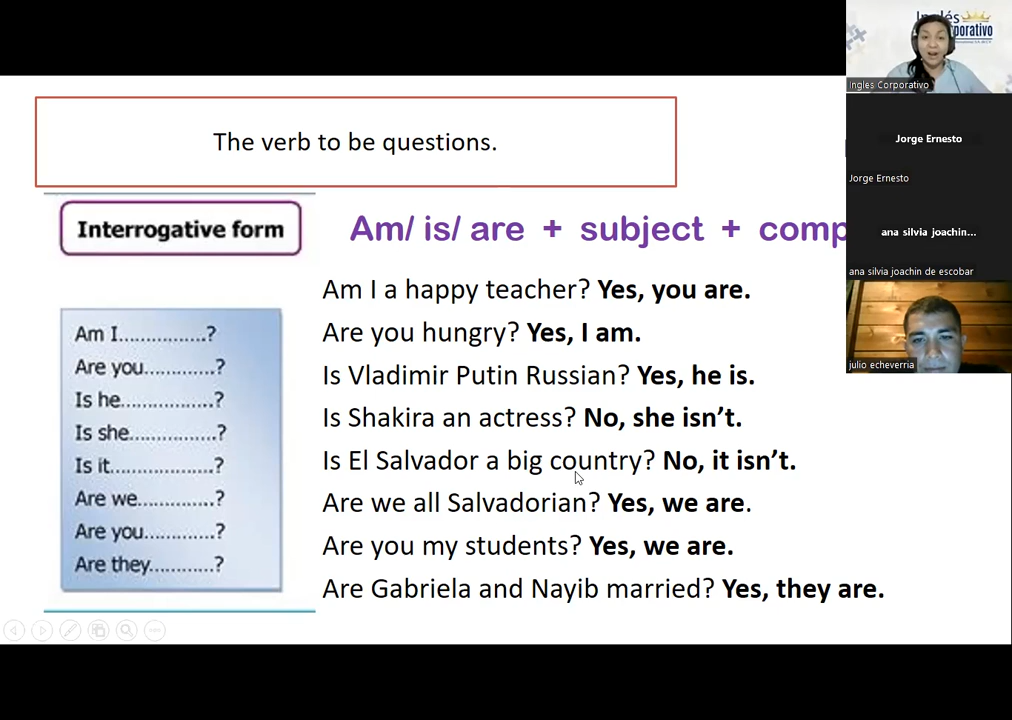 The verb to be questions.
Interrogative form
Am/ is/ are + subject + comp
Am I a happy teacher? Yes, you are.
Are you hungry? Yes, I am.
Is Vladimir Putin Russian? Yes, he is.
Is Shakira an actress? No, she isn't.
Is El Salvador a big country? No, it isn't.
Are we all Salvadorian? Yes, we are.
Are you my students? Yes, we are.
Are Gabriela and Nayib married? Yes, they are.
Am I................?
Are you............?
Is he.................?
Is she...............?
Is it..................?
Are we.............?
Are you............?
Are they...........?
Ingles Corporativo
Jorge Ernesto
Jorge Ernesto
ana silvia joachin...
ana silvia joachin de escobar
julio echeverria